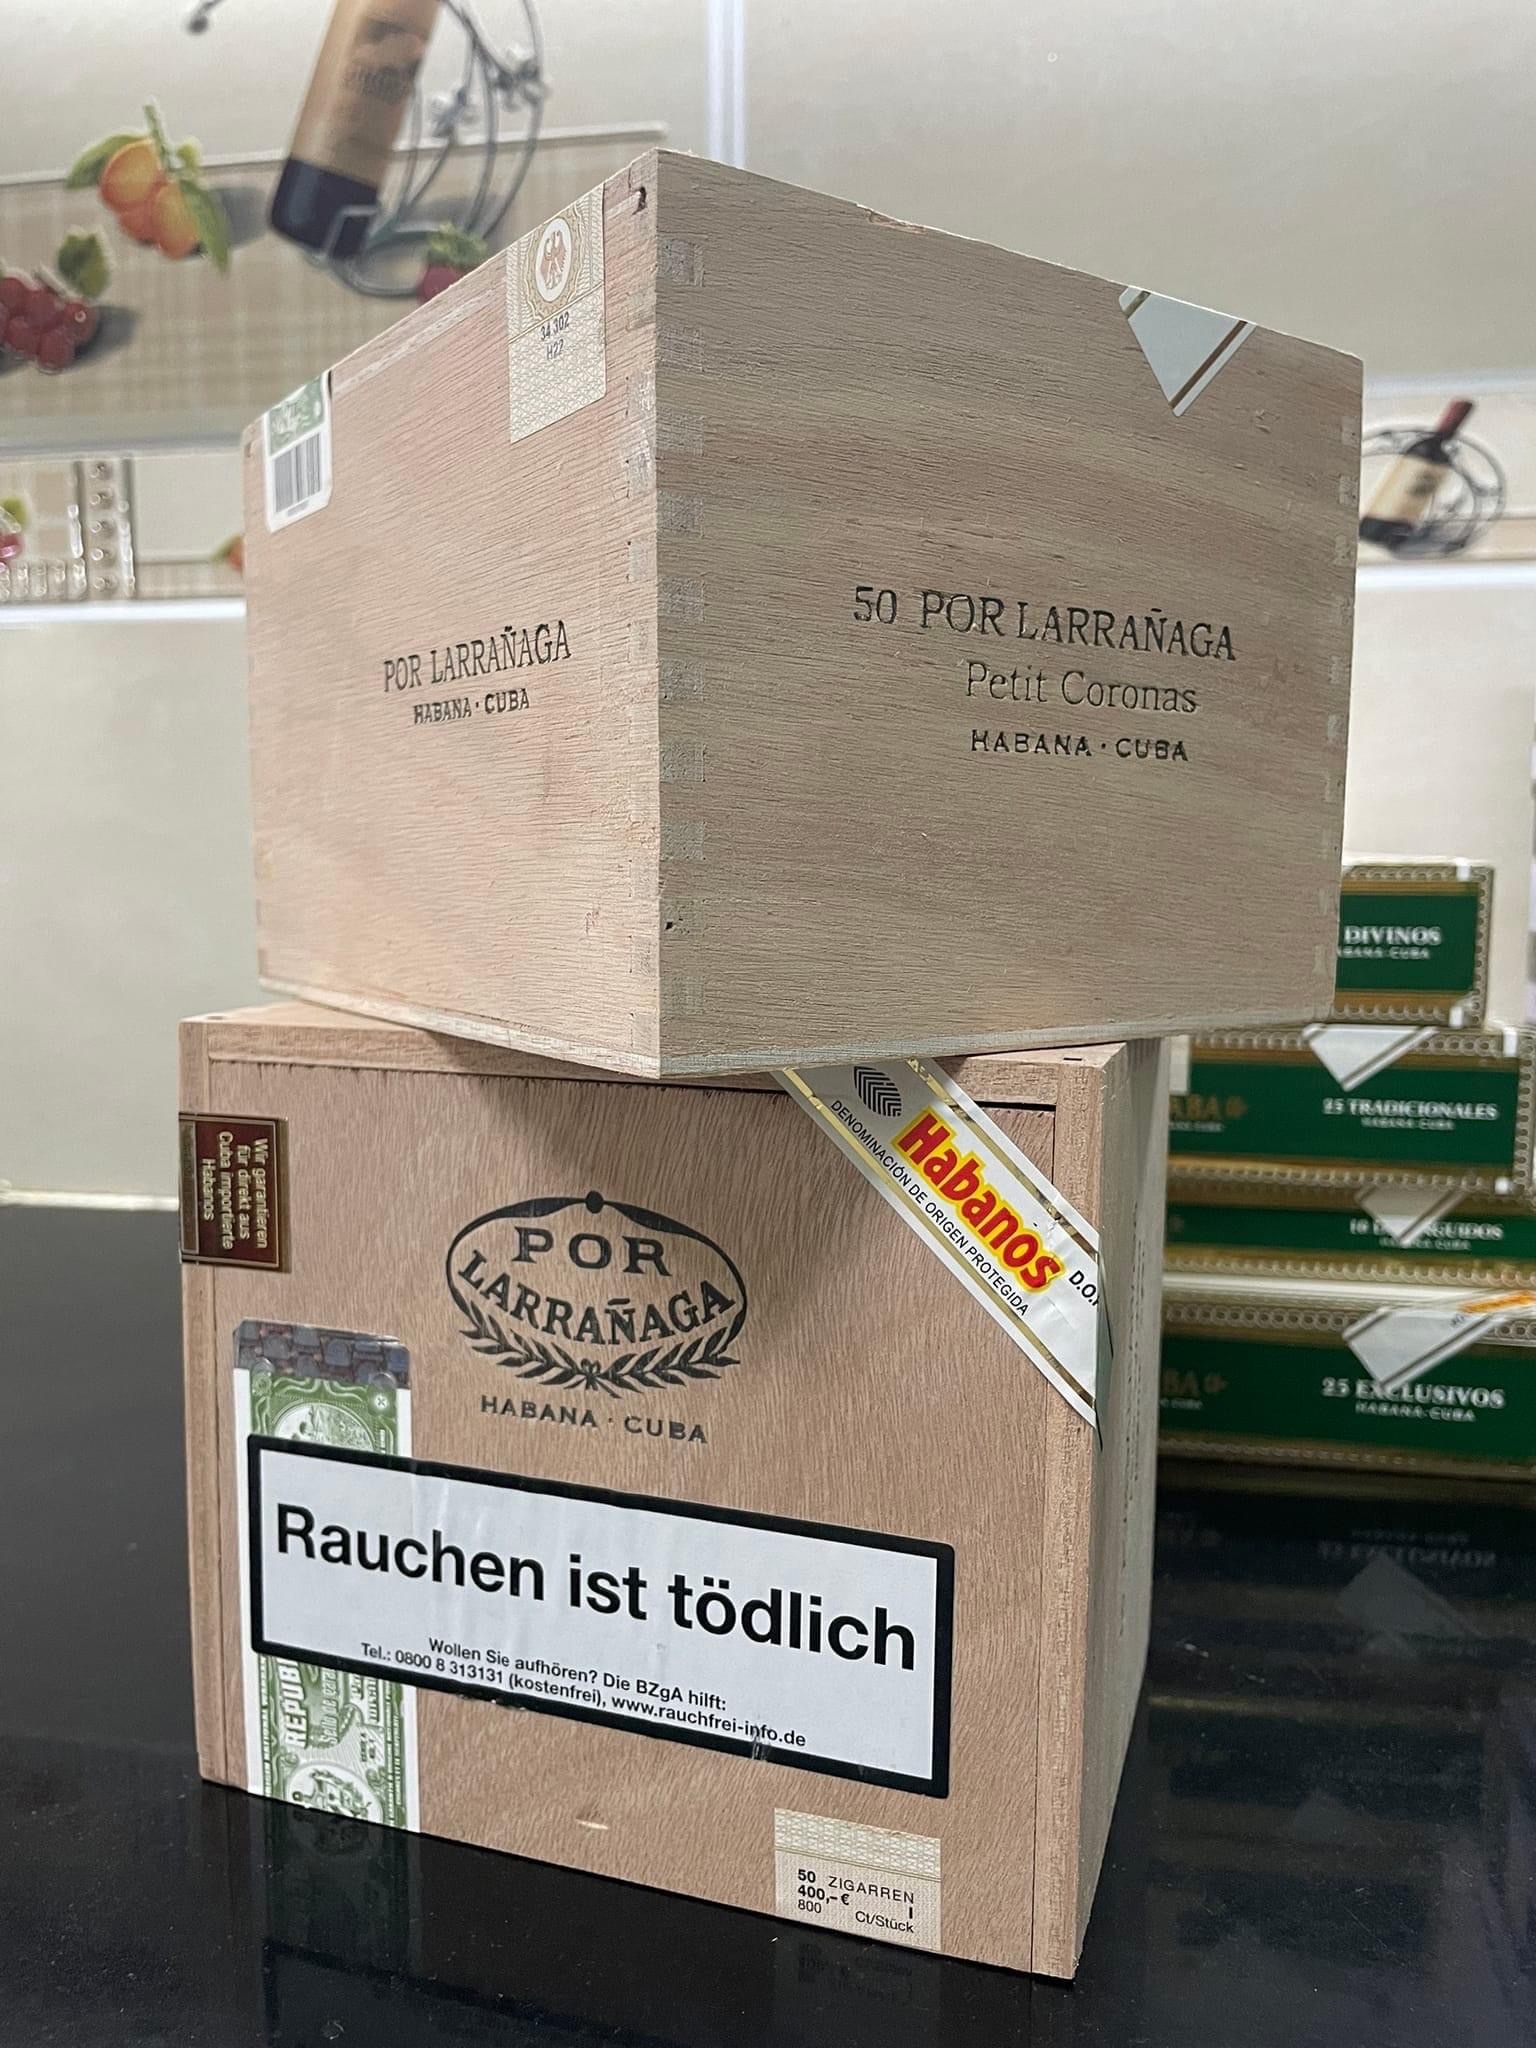 34 302
H22
POR LARRAÑAGA
HABANA · CUBA
50 POR LARRAÑAGA
Petit Coronas
HABANA · CUBA
DIVINOS
HABANA · CUBA
25 TRADICIONALES
HABANA · CUBA
10
HABANA · CUBA
25 EXCLUSIVOS
HABANA · CUBA
Wir garantieren
für direkt aus
Cuba importierte
Habanos
Habanos
D.O.
DENOMINACIÓN DE ORIGEN PROTEGIDA
POR
LARRAÑAGA
HABANA · CUBA
Rauchen ist tödlich
Wollen Sie aufhören? Die BZgA hilft:
Tel.: 0800 8 313131 (kostenfrei), www.rauchfrei-info.de
50 ZIGARREN
400,-€ I
800 Ct/Stück